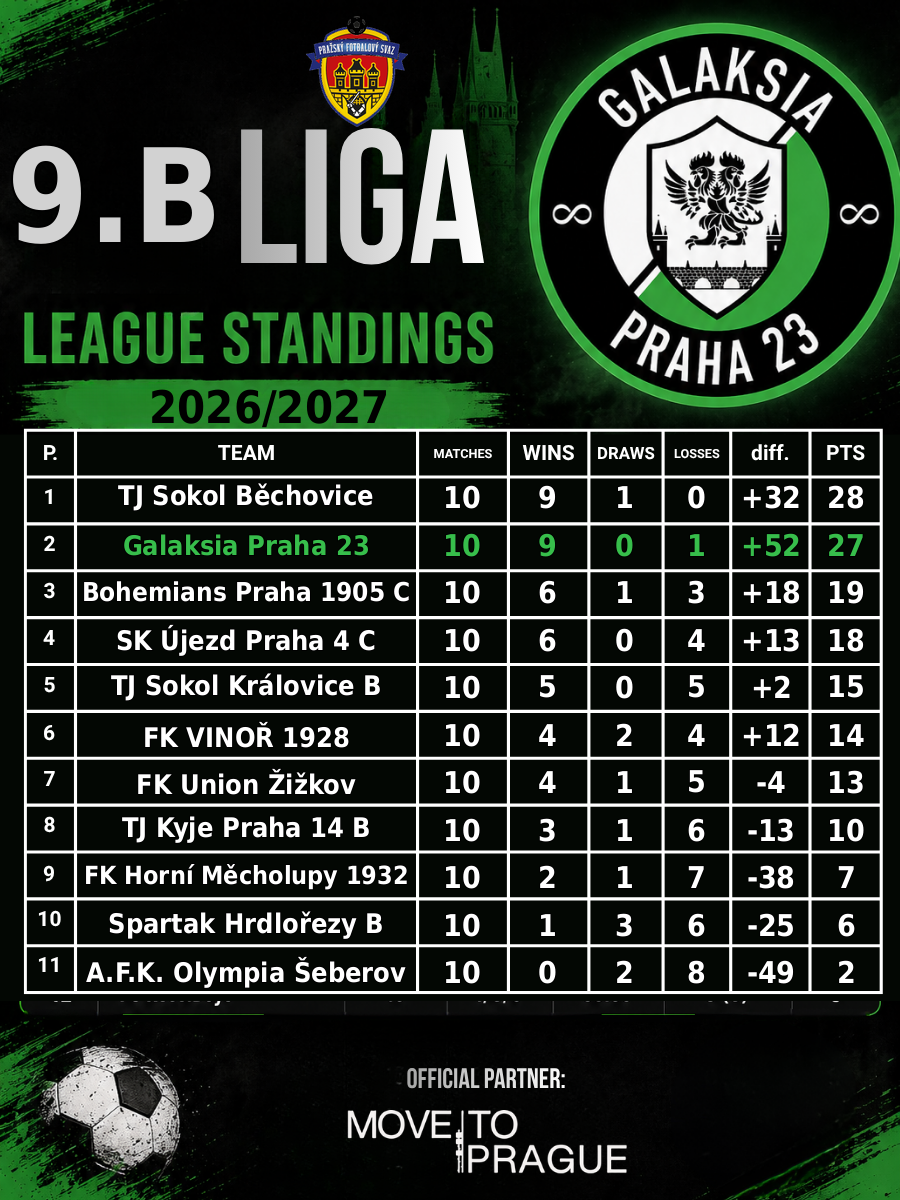 PRAŽSKÝ FOTBALOVÝ SVAZ
9.B LIGA
GALAKSIA
PRAHA 23
LEAGUE STANDINGS
2026/2027
P. TEAM MATCHES WINS DRAWS LOSSES diff. PTS
1 TJ Sokol Běchovice 10 9 1 0 +32 28
2 Galaksia Praha 23 10 9 0 1 +52 27
3 Bohemians Praha 1905 C 10 6 1 3 +18 19
4 SK Újezd Praha 4 C 10 6 0 4 +13 18
5 TJ Sokol Královice B 10 5 0 5 +2 15
6 FK VINOŘ 1928 10 4 2 4 +12 14
7 FK Union Žižkov 10 4 1 5 -4 13
8 TJ Kyje Praha 14 B 10 3 1 6 -13 10
9 FK Horní Měcholupy 1932 10 2 1 7 -38 7
10 Spartak Hrdlořezy B 10 1 3 6 -25 6
11 A.F.K. Olympia Šeberov 10 0 2 8 -49 2
OFFICIAL PARTNER:
MOVE TO
PRAGUE